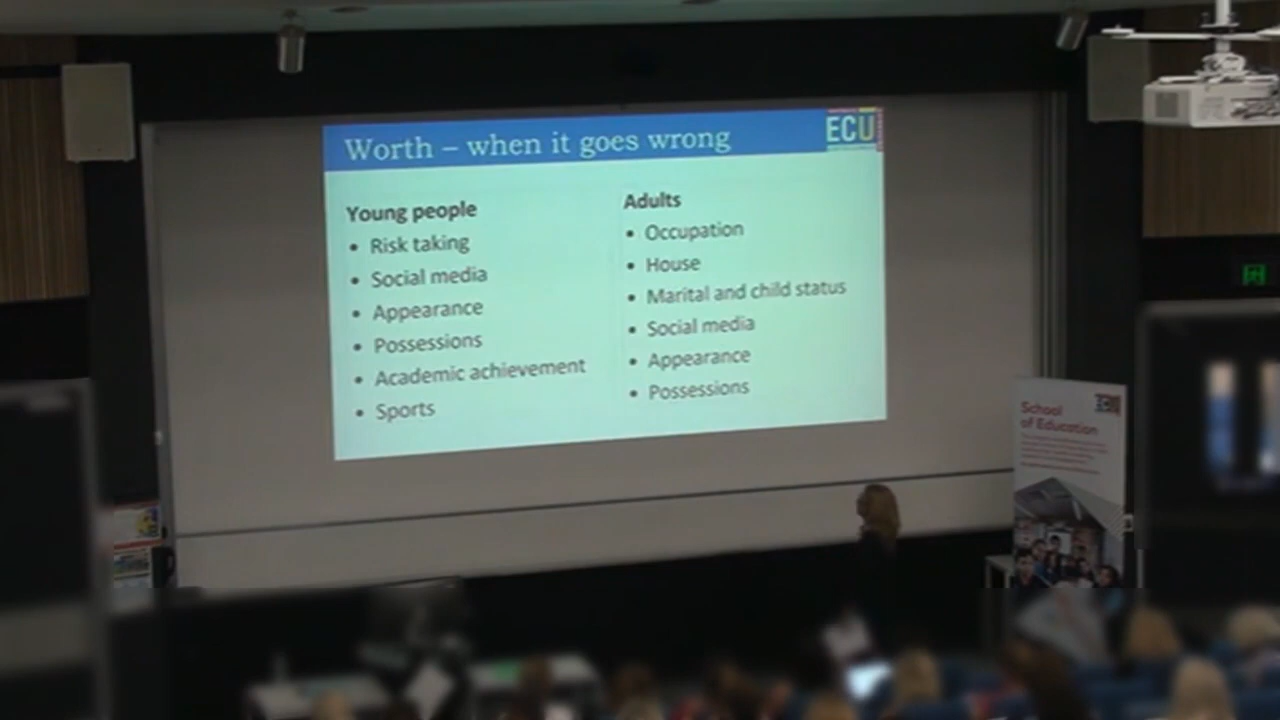 Worth – when it goes wrong
ECU
Young people
• Risk taking
• Social media
• Appearance
• Possessions
• Academic achievement
• Sports
Adults
• Occupation
• House
• Marital and child status
• Social media
• Appearance
• Possessions
School
of Education
ECU